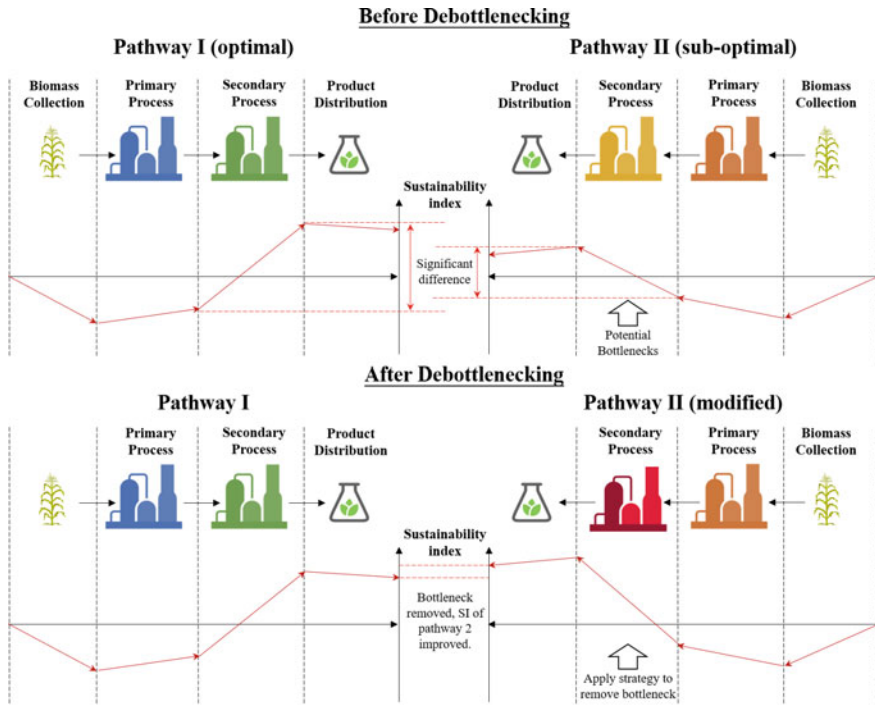 Before Debottlenecking
Pathway I (optimal)
Pathway II (sub-optimal)
Biomass
Collection
Primary
Process
Secondary
Process
Product
Distribution
Product
Distribution
Secondary
Process
Primary
Process
Biomass
Collection
Sustainability
index
Significant
difference
Potential
Bottlenecks
After Debottlenecking
Pathway I
Pathway II (modified)
Primary
Process
Secondary
Process
Product
Distribution
Secondary
Process
Primary
Process
Biomass
Collection
Sustainability
index
Bottleneck
removed, SI of
pathway 2
improved.
Apply strategy to
remove bottleneck